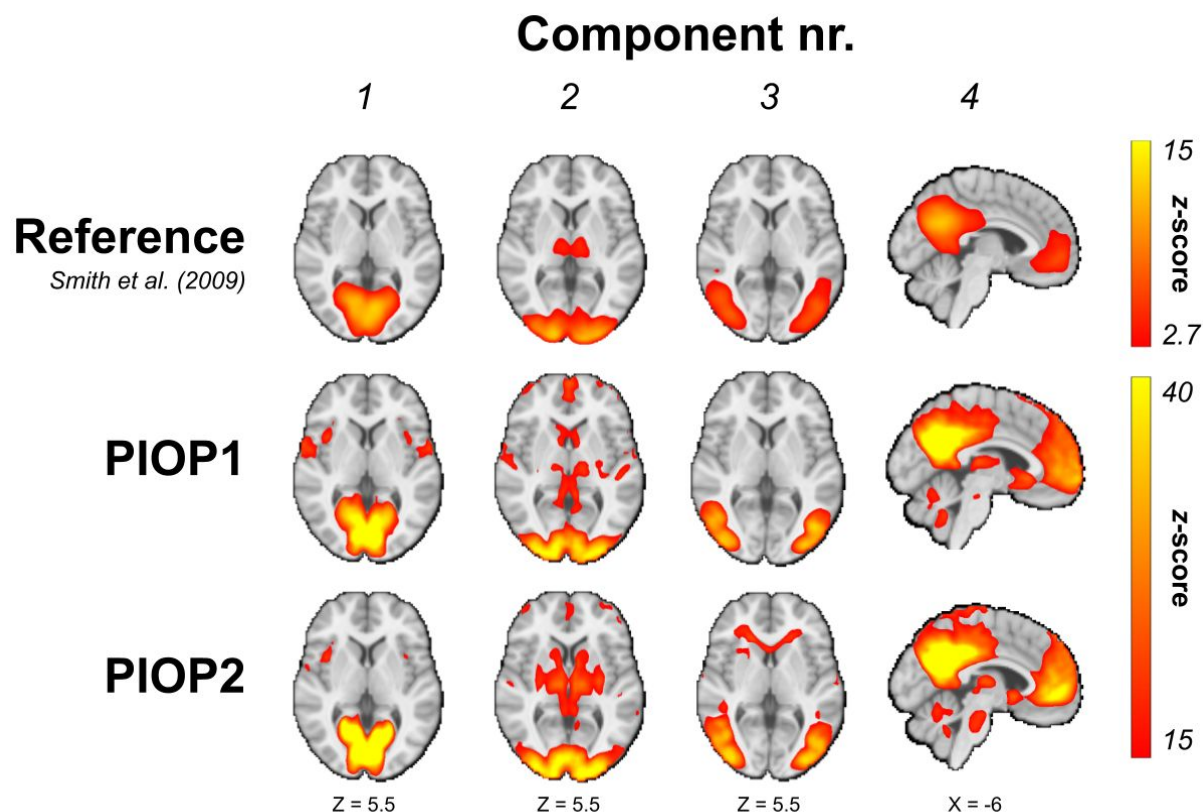 Component nr.
1 2 3 4
Reference
Smith et al. (2009)
15
z-score
2.7
PIOP1
40
z-score
15
PIOP2
Z = 5.5 Z = 5.5 Z = 5.5 X = -6